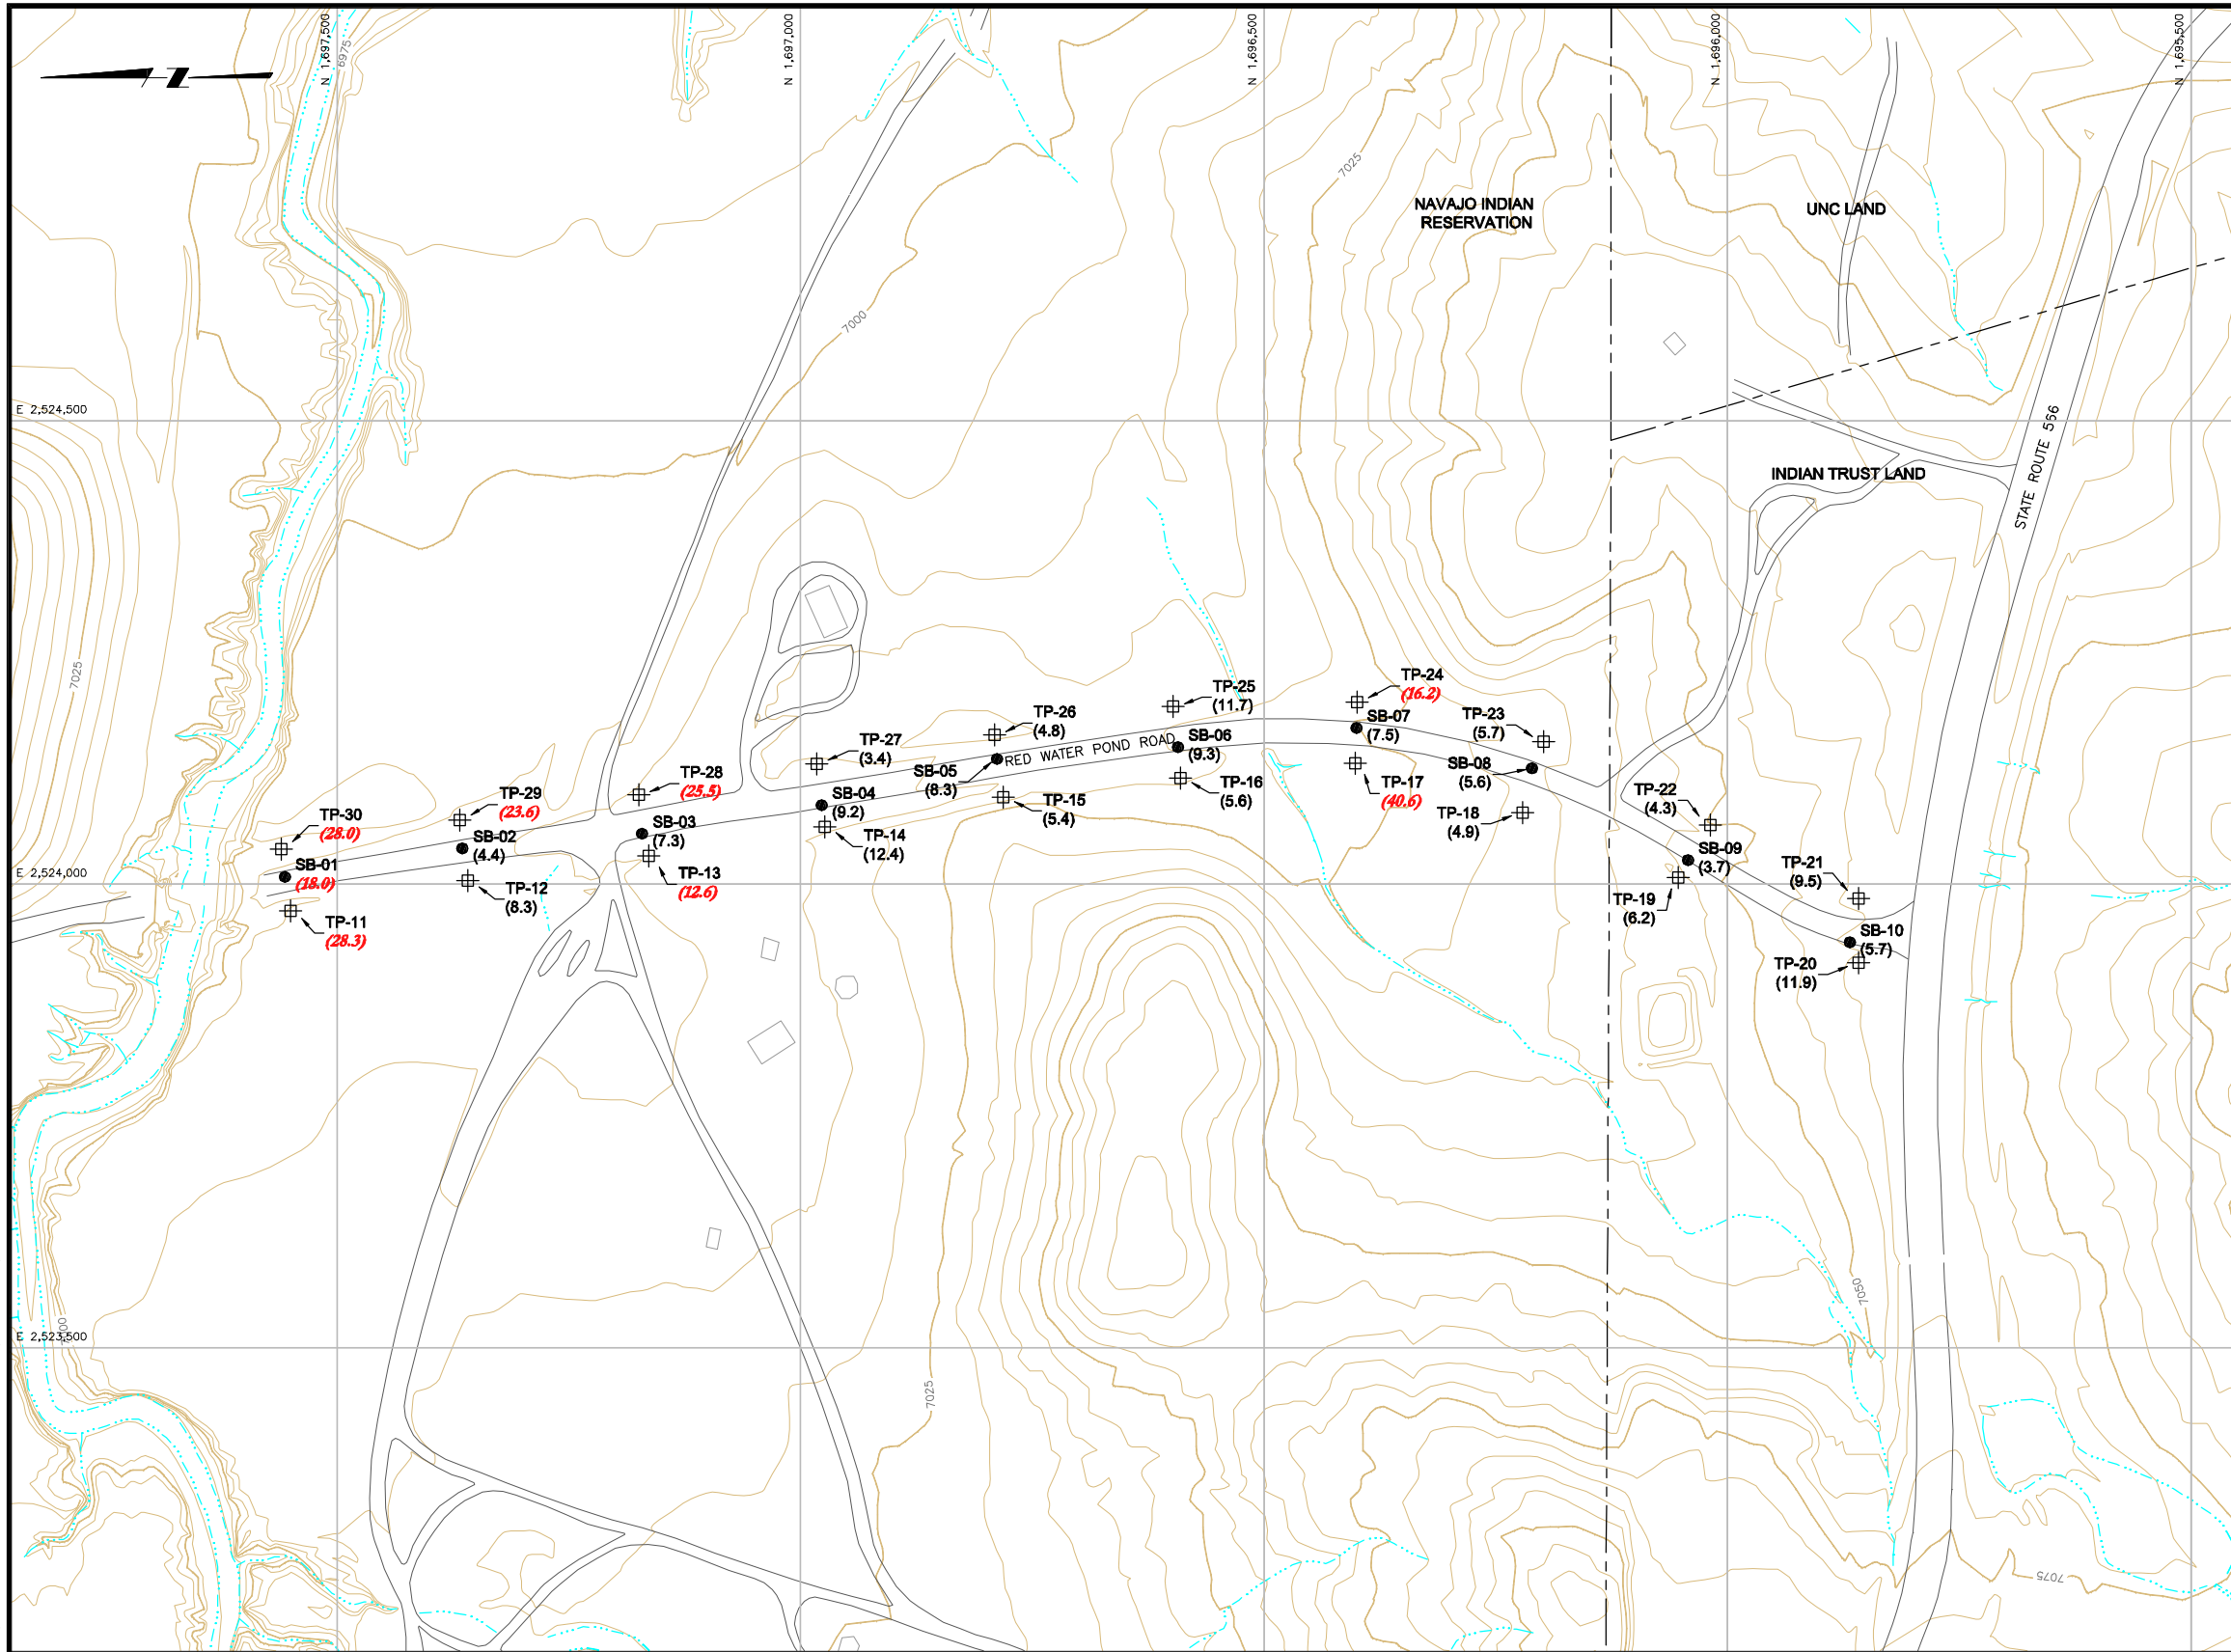 N 1,697,500
N 1,697,000
N 1,696,500
N 1,696,000
N 1,695,500
6975
N
7025
NAVAJO INDIAN
RESERVATION
UNC LAND
7000
E 2,524,500
STATE ROUTE 566
INDIAN TRUST LAND
7025
TP-24
(16.2)
TP-25
(11.7)
TP-26
(4.8)
SB-07
(7.5)
TP-23
(5.7)
TP-27
(3.4)
RED WATER POND ROAD
SB-06
(9.3)
SB-05
(8.3)
TP-28
(25.5)
TP-17
(40.6)
SB-08
(5.6)
TP-16
(5.6)
TP-29
(23.6)
SB-04
(9.2)
TP-15
(5.4)
TP-22
(4.3)
TP-30
(28.0)
SB-03
(7.3)
TP-18
(4.9)
SB-02
(4.4)
TP-14
(12.4)
SB-09
(3.7)
SB-01
(18.0)
E 2,524,000
TP-13
(12.6)
TP-21
(9.5)
TP-12
(8.3)
TP-19
(6.2)
TP-11
(28.3)
SB-10
(5.7)
TP-20
(11.9)
7050
E 2,523,500
7025
7075